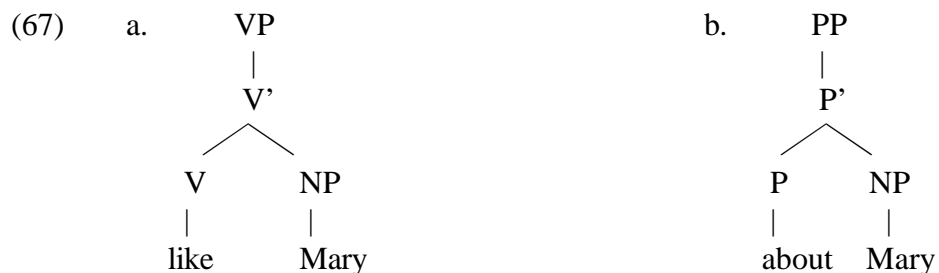 (67) a. VP b. PP
V’ P’
V NP P NP
like Mary about Mary